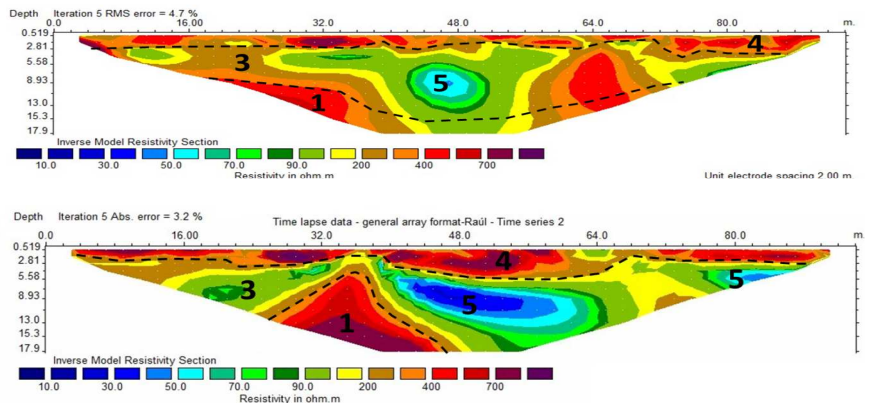 Depth Iteration 5 RMS error = 4.7 %
0.0 16.00 32.0 48.0 64.0 80.0 m.
0.519
2.81
5.58
8.93
13.0
15.3
17.9
4
3
5
1
Inverse Model Resistivity Section
10.0 30.0 50.0 70.0 90.0 200 400 700
Resistivity in ohm.m
Unit electrode spacing 2.00 m.
Depth Iteration 5 Abs. error = 3.2 %
Time lapse data - general array format-Raúl - Time series 2
0.0 16.00 32.0 48.0 64.0 80.0 m.
0.519
2.81
5.58
8.93
13.0
15.3
17.9
4
5
3
5
1
Inverse Model Resistivity Section
10.0 30.0 50.0 70.0 90.0 200 400 700
Resistivity in ohm.m